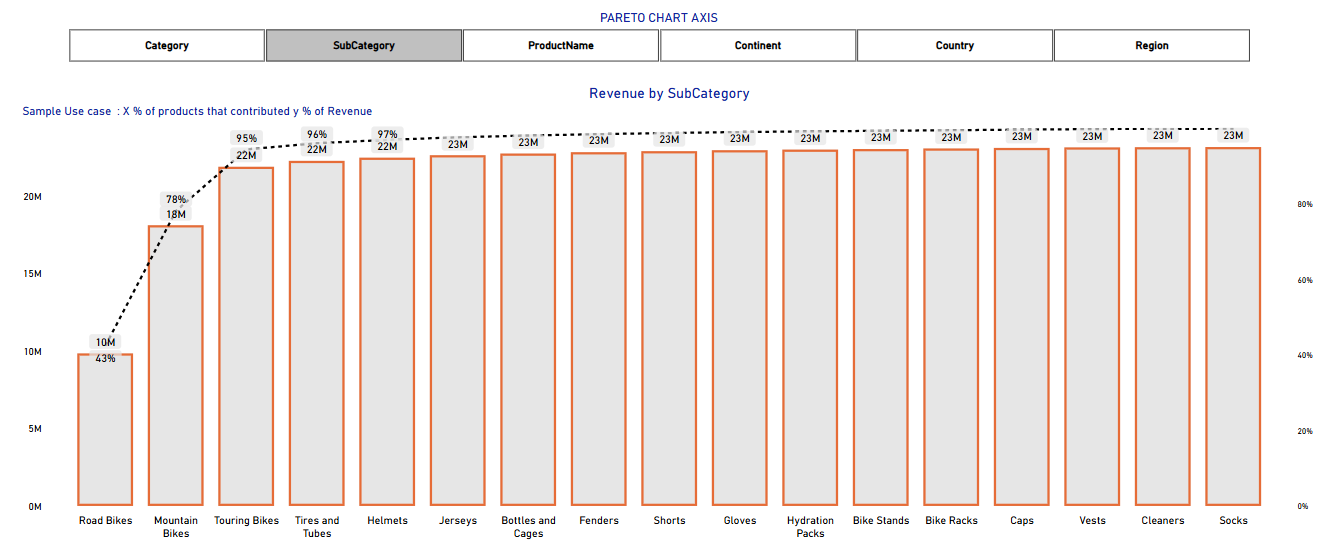 PARETO CHART AXIS
Category SubCategory ProductName Continent Country Region
Revenue by SubCategory
Sample Use case : X % of products that contributed y % of Revenue
95% 96% 97%
22M 22M 22M 23M 23M 23M 23M 23M 23M 23M 23M 23M 23M 23M 23M
78%
18M
20M 80%
15M 60%
10M
43%
10M 40%
5M 20%
0M 0%
Road Bikes Mountain Bikes Touring Bikes Tires and Tubes Helmets Jerseys Bottles and Cages Fenders Shorts Gloves Hydration Packs Bike Stands Bike Racks Caps Vests Cleaners Socks